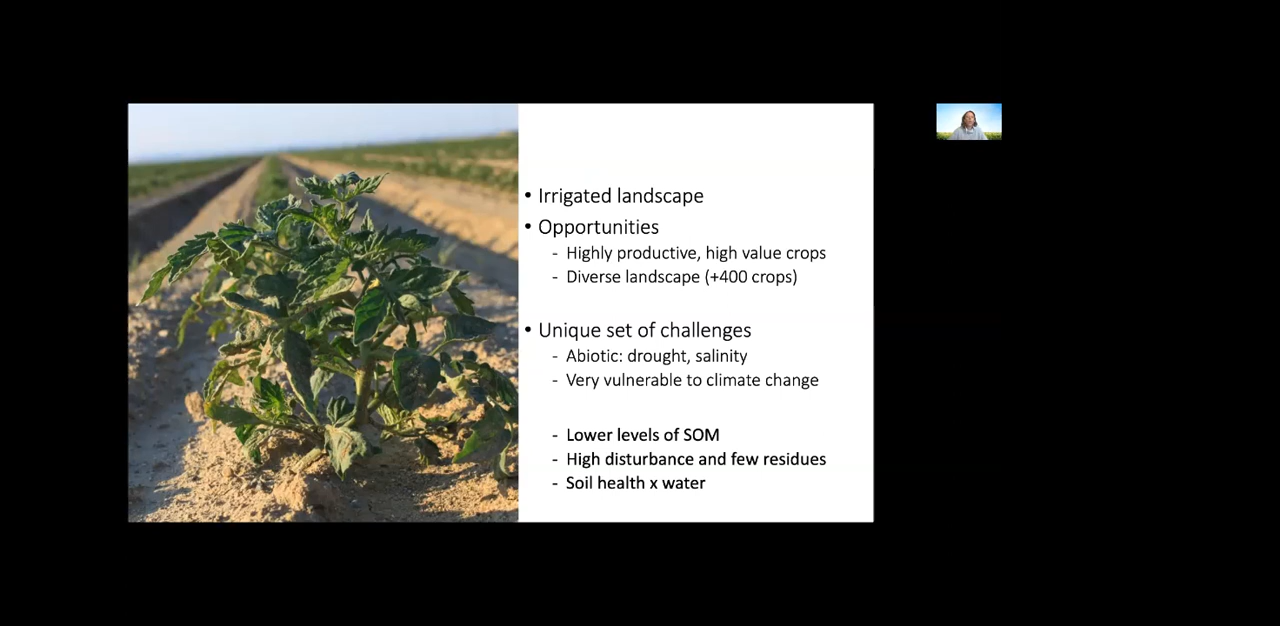 • Irrigated landscape
• Opportunities
- Highly productive, high value crops
- Diverse landscape (+400 crops)
• Unique set of challenges
- Abiotic: drought, salinity
- Very vulnerable to climate change
- Lower levels of SOM
- High disturbance and few residues
- Soil health x water